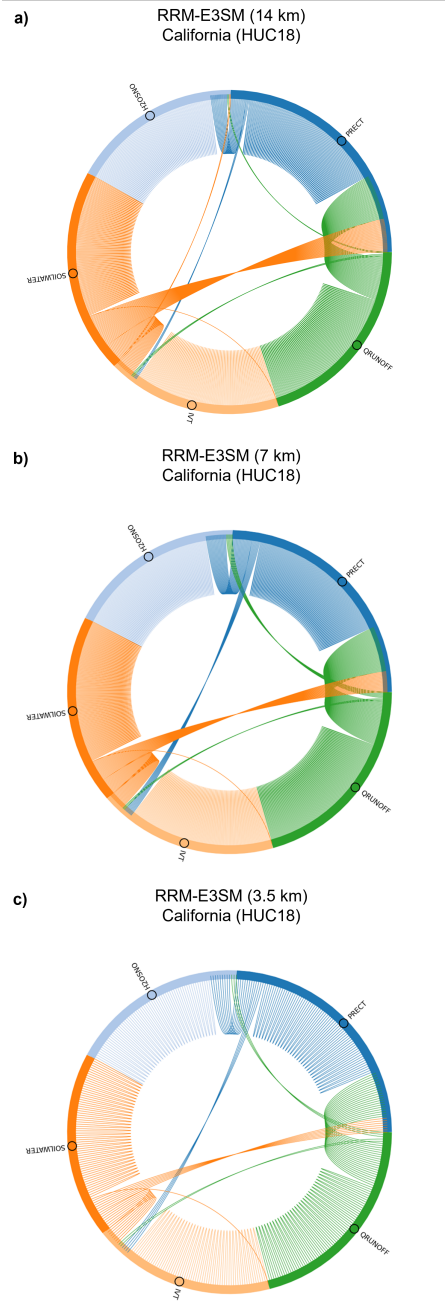 a)
RRM-E3SM (14 km)
California (HUC18)
H2OSNO
PRECT
SOILWATER
QRUNOFF
IVT
b)
RRM-E3SM (7 km)
California (HUC18)
H2OSNO
PRECT
SOILWATER
QRUNOFF
IVT
c)
RRM-E3SM (3.5 km)
California (HUC18)
H2OSNO
PRECT
SOILWATER
QRUNOFF
IVT